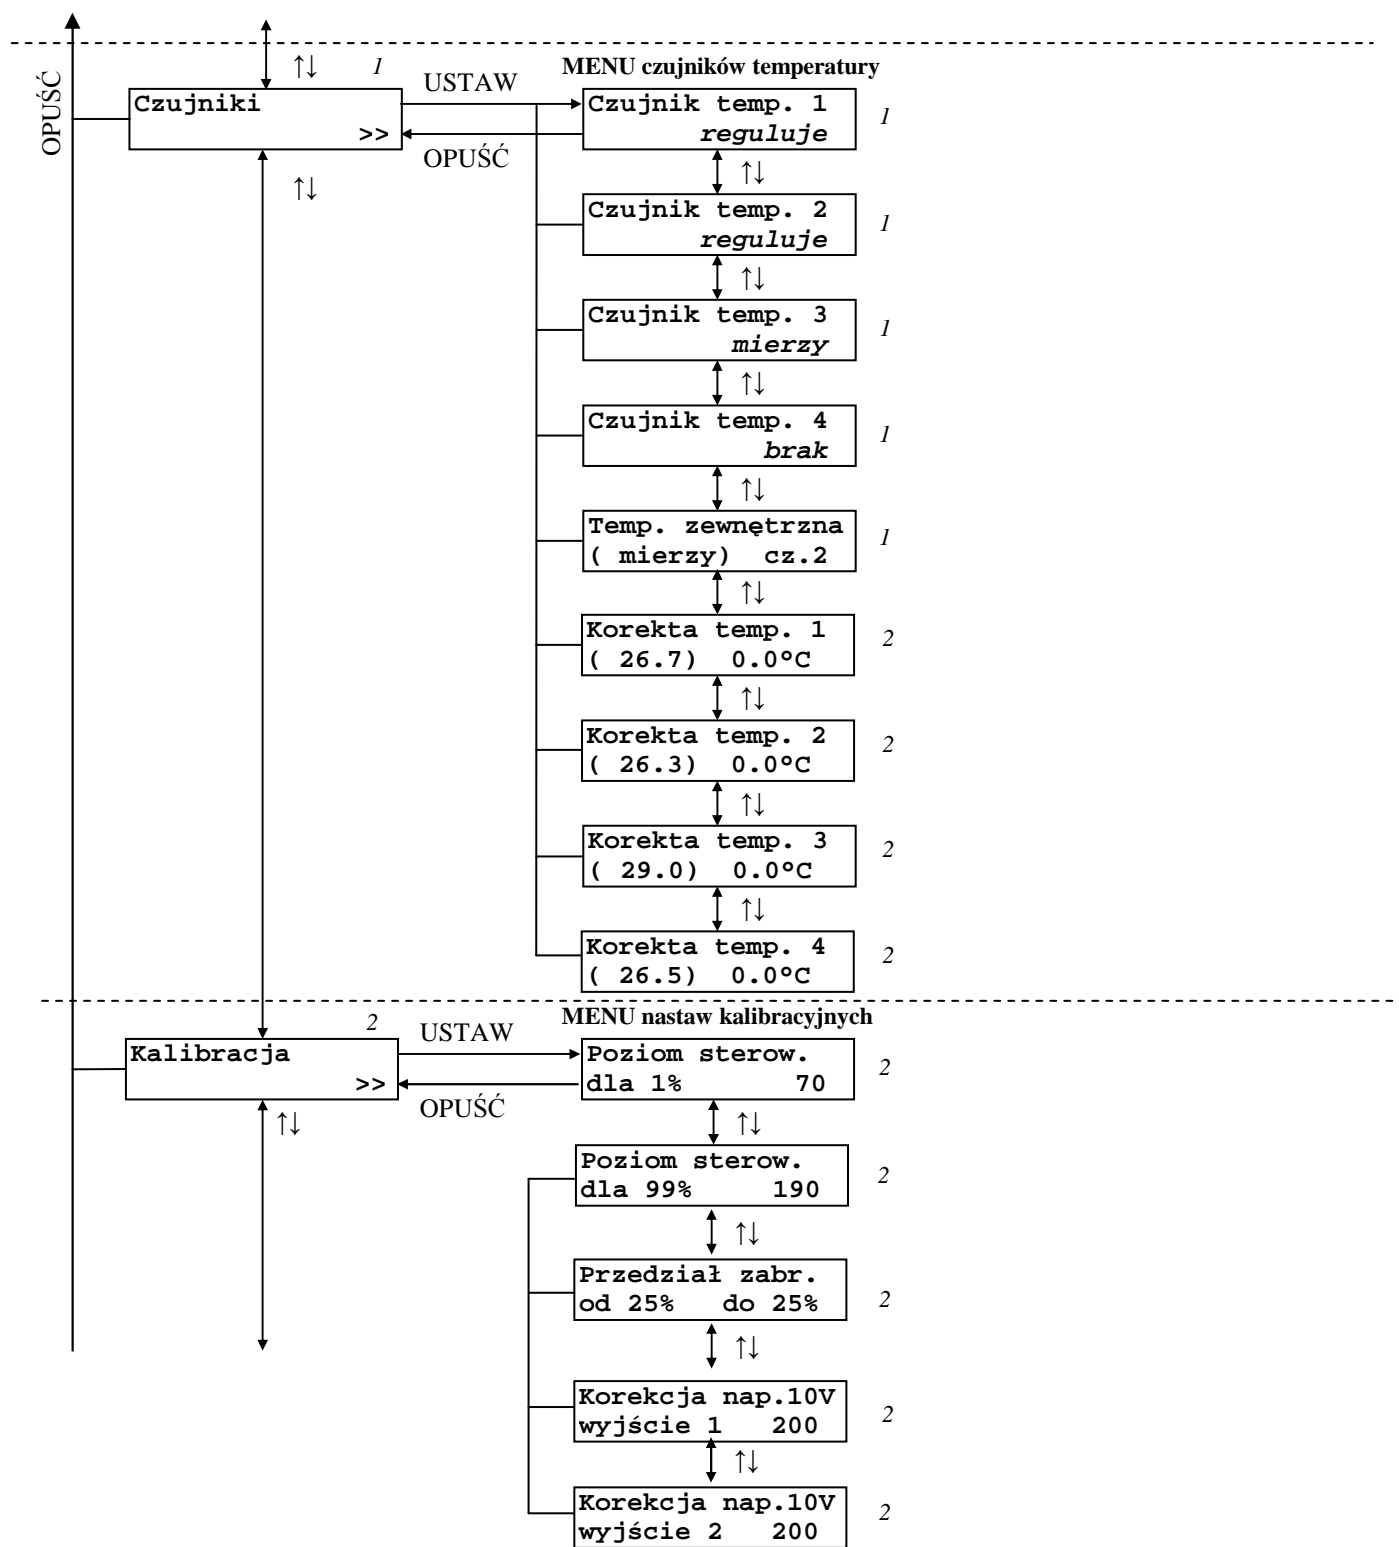 OPUŚĆ
↑↓ 1 MENU czujników temperatury
USTAW
Czujniki
>>
OPUŚĆ
↑↓
Czujnik temp. 1
reguluje
1
↑↓
Czujnik temp. 2
reguluje
1
↑↓
Czujnik temp. 3
mierzy
1
↑↓
Czujnik temp. 4
brak
1
↑↓
Temp. zewnętrzna
( mierzy) cz.2
1
↑↓
Korekta temp. 1
( 26.7) 0.0°C
2
↑↓
Korekta temp. 2
( 26.3) 0.0°C
2
↑↓
Korekta temp. 3
( 29.0) 0.0°C
2
↑↓
Korekta temp. 4
( 26.5) 0.0°C
2
2 MENU nastaw kalibracyjnych
USTAW
Kalibracja
>>
OPUŚĆ
↑↓
Poziom sterow.
dla 1% 70
2
↑↓
Poziom sterow.
dla 99% 190
2
↑↓
Przedział zabr.
od 25% do 25%
2
↑↓
Korekcja nap.10V
wyjście 1 200
2
↑↓
Korekcja nap.10V
wyjście 2 200
2